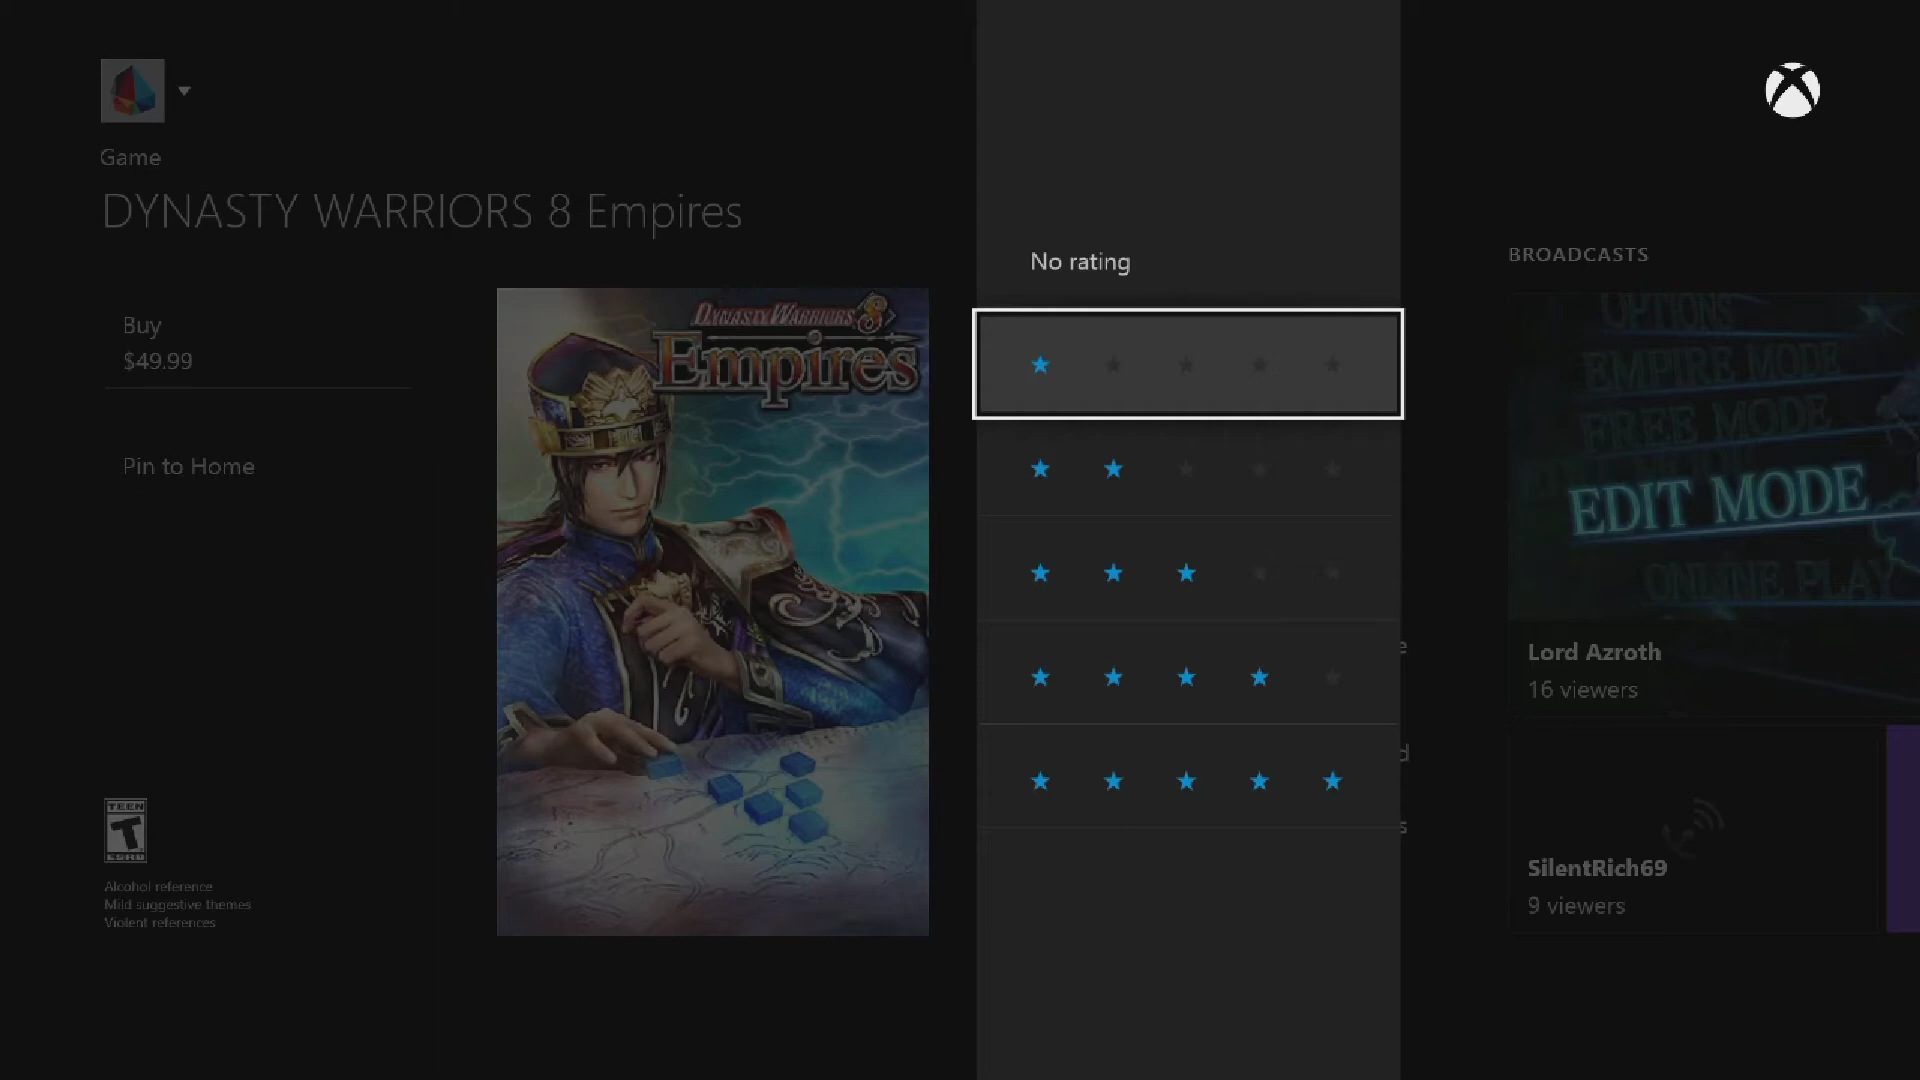 Game
DYNASTY WARRIORS 8 Empires
Buy
$49.99
Pin to Home
TEEN
T
ESRB
Alcohol reference
Mild suggestive themes
Violent references
DYNASTY WARRIORS 8
Empires
No rating
e
d
s
BROADCASTS
OPTIONS
EMPIRE MODE
FREE MODE
EDIT MODE
ONLINE PLAY
Lord Azroth
16 viewers
SilentRich69
9 viewers